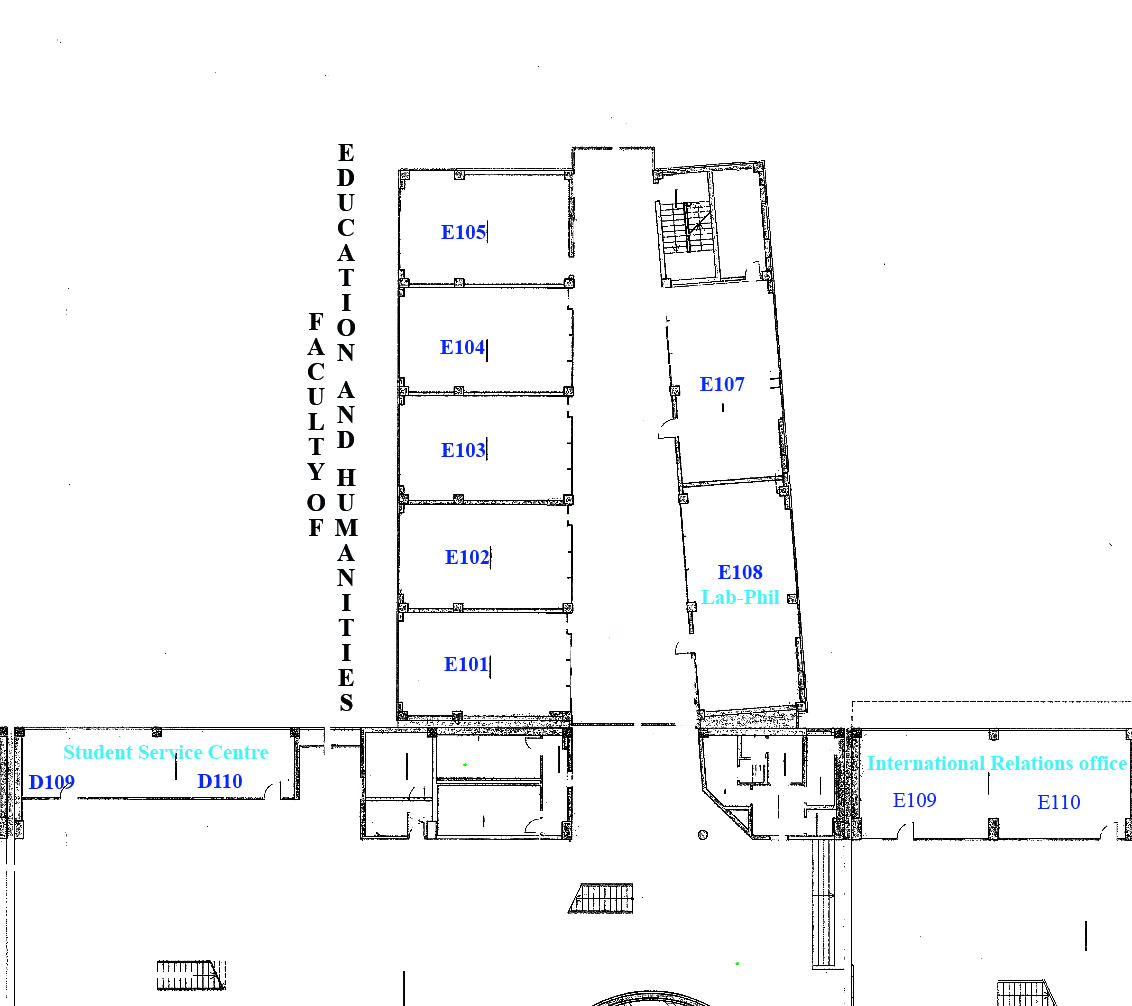 FACULTY OF
EDUCATION AND HUMANITIES
E105
E104
E103
E102
E101
E107
E108
Lab-Phil
Student Service Centre
D109
D110
International Relations office
E109
E110